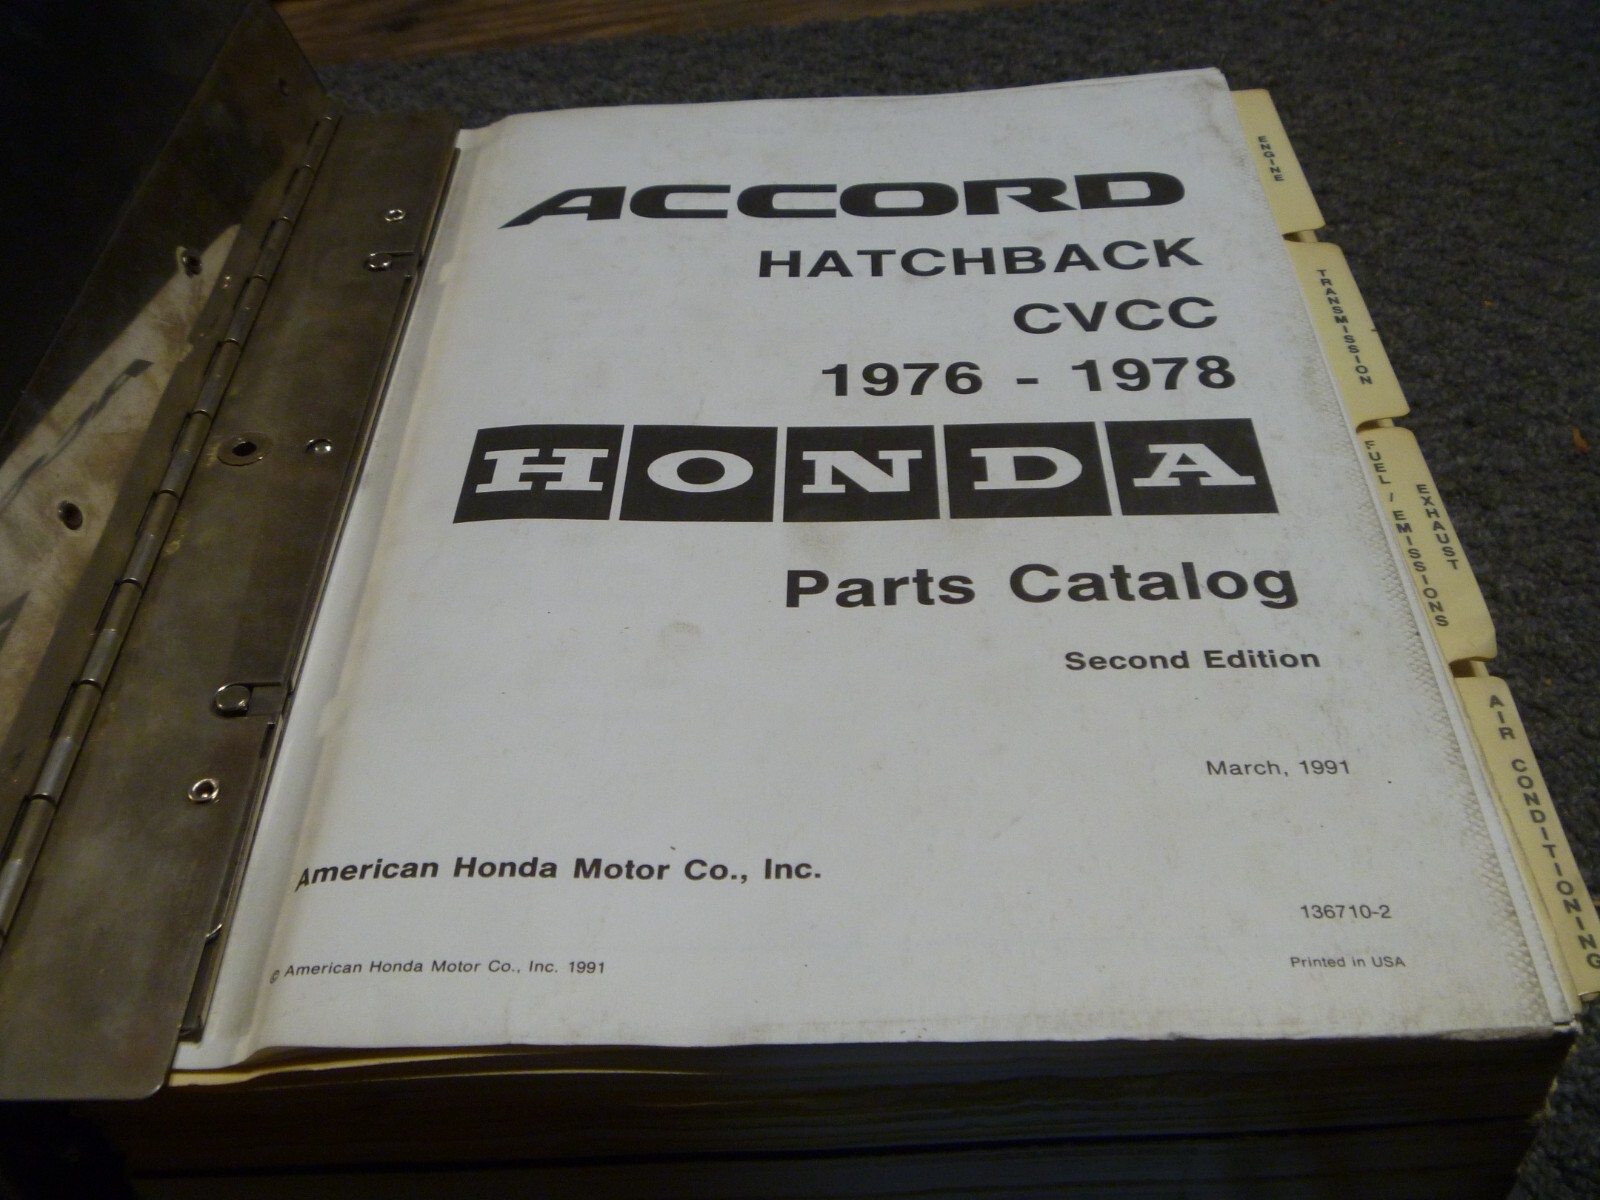 ACCORD
HATCHBACK
CVCC
1976 - 1978
HONDA
Parts Catalog
Second Edition
March, 1991
American Honda Motor Co., Inc.
136710-2
© American Honda Motor Co., Inc. 1991
Printed in USA
ENGINE
TRANSMISSION
EXHAUST
FUEL / EMISSIONS
AIR CONDITIONING